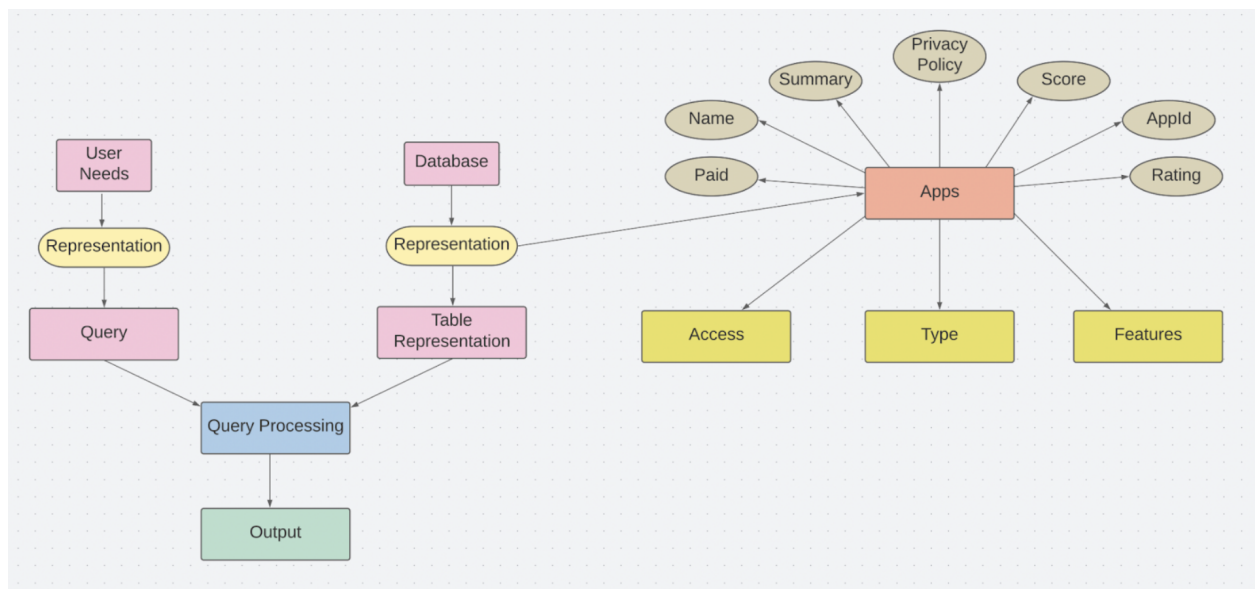 User
Needs
Representation
Query
Database
Representation
Table
Representation
Query Processing
Output
Privacy
Policy
Summary
Score
Name
AppId
Paid
Rating
Apps
Access
Type
Features